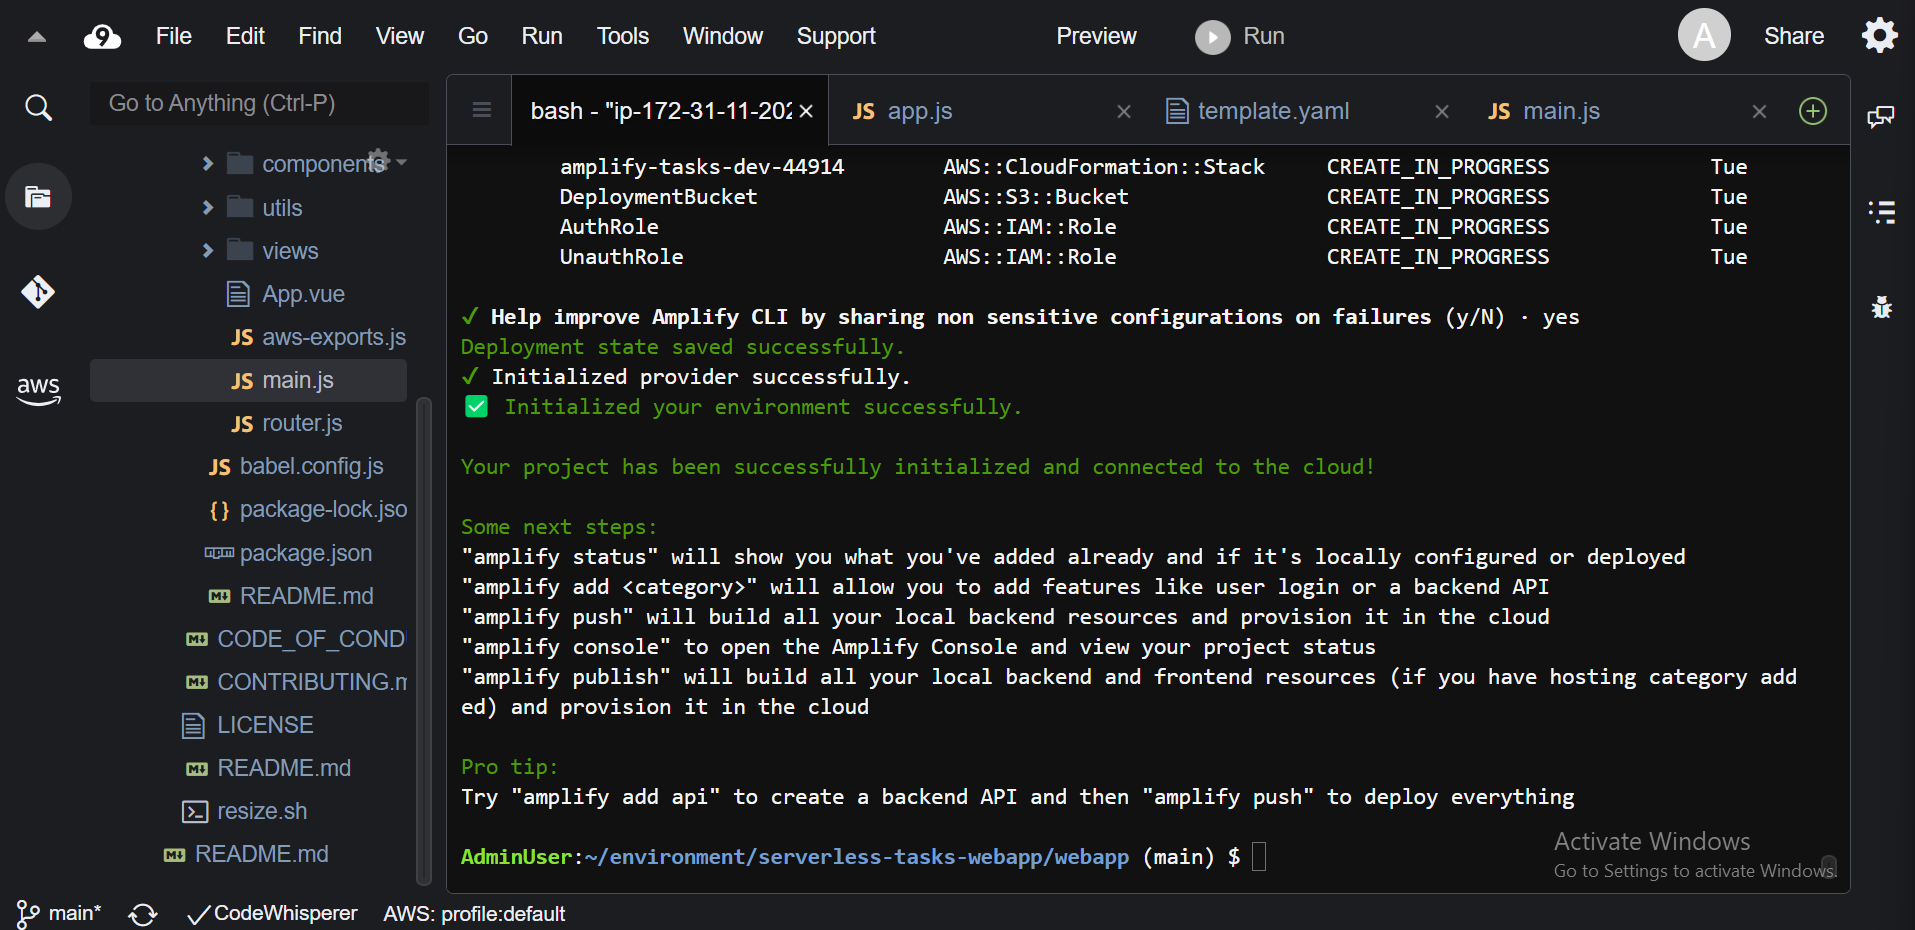 File Edit Find View Go Run Tools Window Support Preview Run A Share
Go to Anything (Ctrl-P)
bash - "ip-172-31-11-202
JS app.js
template.yaml
JS main.js
components
utils
views
App.vue
JS aws-exports.js
aws
JS main.js
JS router.js
JS babel.config.js
{} package-lock.jso
npm package.json
M↓ README.md
M↓ CODE_OF_COND
M↓ CONTRIBUTING.m
LICENSE
M↓ README.md
resize.sh
M↓ README.md
amplify-tasks-dev-44914 AWS::CloudFormation::Stack CREATE_IN_PROGRESS Tue
DeploymentBucket AWS::S3::Bucket CREATE_IN_PROGRESS Tue
AuthRole AWS::IAM::Role CREATE_IN_PROGRESS Tue
UnauthRole AWS::IAM::Role CREATE_IN_PROGRESS Tue
✓ Help improve Amplify CLI by sharing non sensitive configurations on failures (y/N) · yes
Deployment state saved successfully.
✓ Initialized provider successfully.
✅ Initialized your environment successfully.
Your project has been successfully initialized and connected to the cloud!
Some next steps:
"amplify status" will show you what you've added already and if it's locally configured or deployed
"amplify add <category>" will allow you to add features like user login or a backend API
"amplify push" will build all your local backend resources and provision it in the cloud
"amplify console" to open the Amplify Console and view your project status
"amplify publish" will build all your local backend and frontend resources (if you have hosting category add
ed) and provision it in the cloud
Pro tip:
Try "amplify add api" to create a backend API and then "amplify push" to deploy everything
AdminUser:~/environment/serverless-tasks-webapp/webapp (main) $
Activate Windows
Go to Settings to activate Windows.
main* ✓CodeWhisperer AWS: profile:default